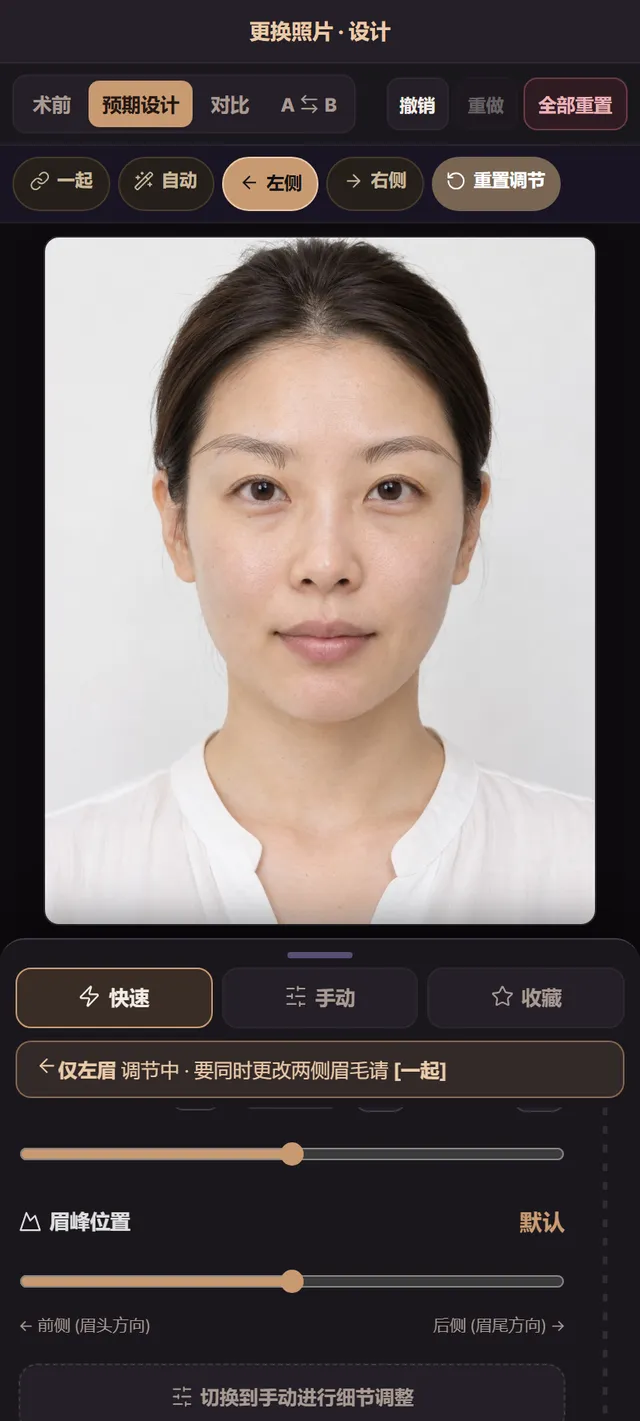 更换照片 · 设计
术前 预期设计 对比 A ⇆ B 撤销 重做 全部重置
一起 自动 ← 左侧 → 右侧 重置调节
快速 手动 收藏
← 仅左眉 调节中 · 要同时更改两侧眉毛请 [一起]
眉峰位置 默认
← 前侧 (眉头方向) 后侧 (眉尾方向) →
切换到手动进行细节调整